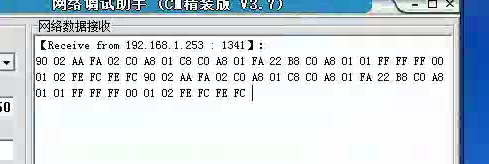 网络调试助手 (C■精装版 V3.7)
网络数据接收
【Receive from 192.168.1.253 : 1341】:
90 02 AA FA 02 C0 A8 01 C8 C0 A8 01 FA 22 B8 C0 A8 01 01 FF FF FF 00
01 02 FE FC FE FC 90 02 AA FA 02 C0 A8 01 C8 C0 A8 01 FA 22 B8 C0 A8
01 01 FF FF FF 00 01 02 FE FC FE FC
50